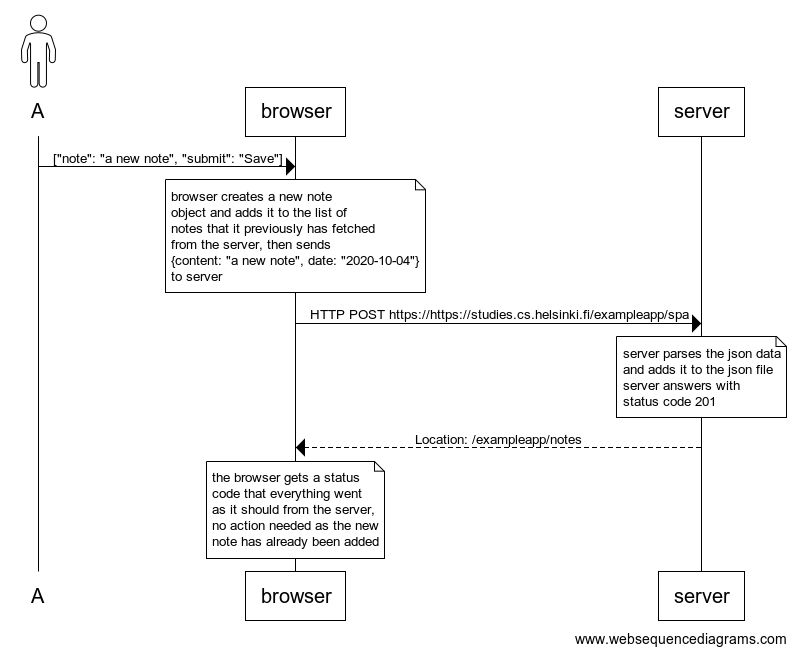 A
browser
server
["note": "a new note", "submit": "Save"]
browser creates a new note
object and adds it to the list of
notes that it previously has fetched
from the server, then sends
{content: "a new note", date: "2020-10-04"}
to server
HTTP POST https://https://studies.cs.helsinki.fi/exampleapp/spa
server parses the json data
and adds it to the json file
server answers with
status code 201
Location: /exampleapp/notes
the browser gets a status
code that everything went
as it should from the server,
no action needed as the new
note has already been added
A
browser
server
www.websequencediagrams.com